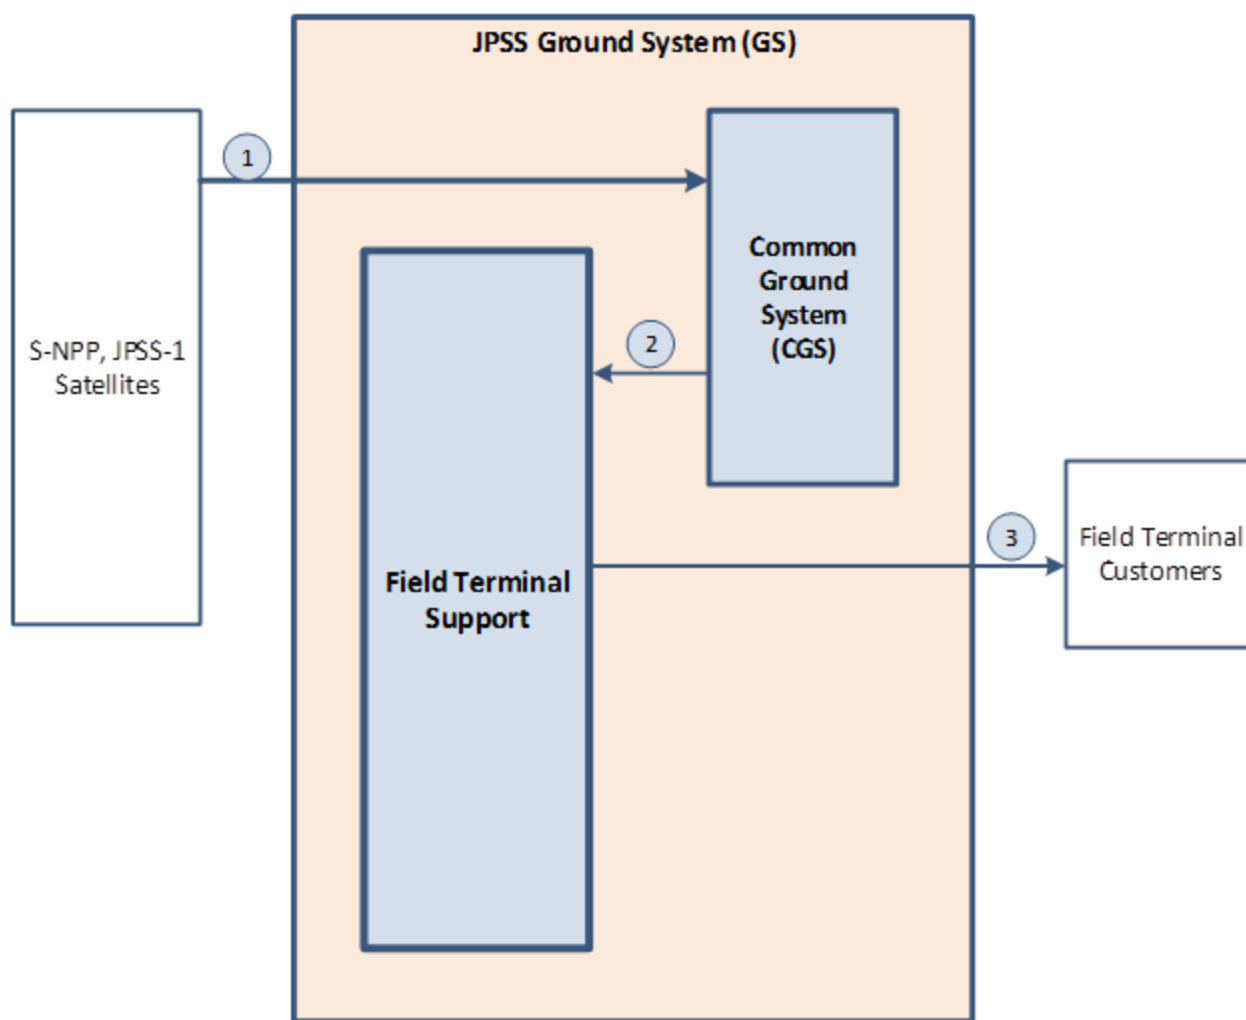 JPSS Ground System (GS)
1
Common
Ground
System
(CGS)
S-NPP, JPSS-1
Satellites
2
3
Field Terminal
Customers
Field Terminal
Support